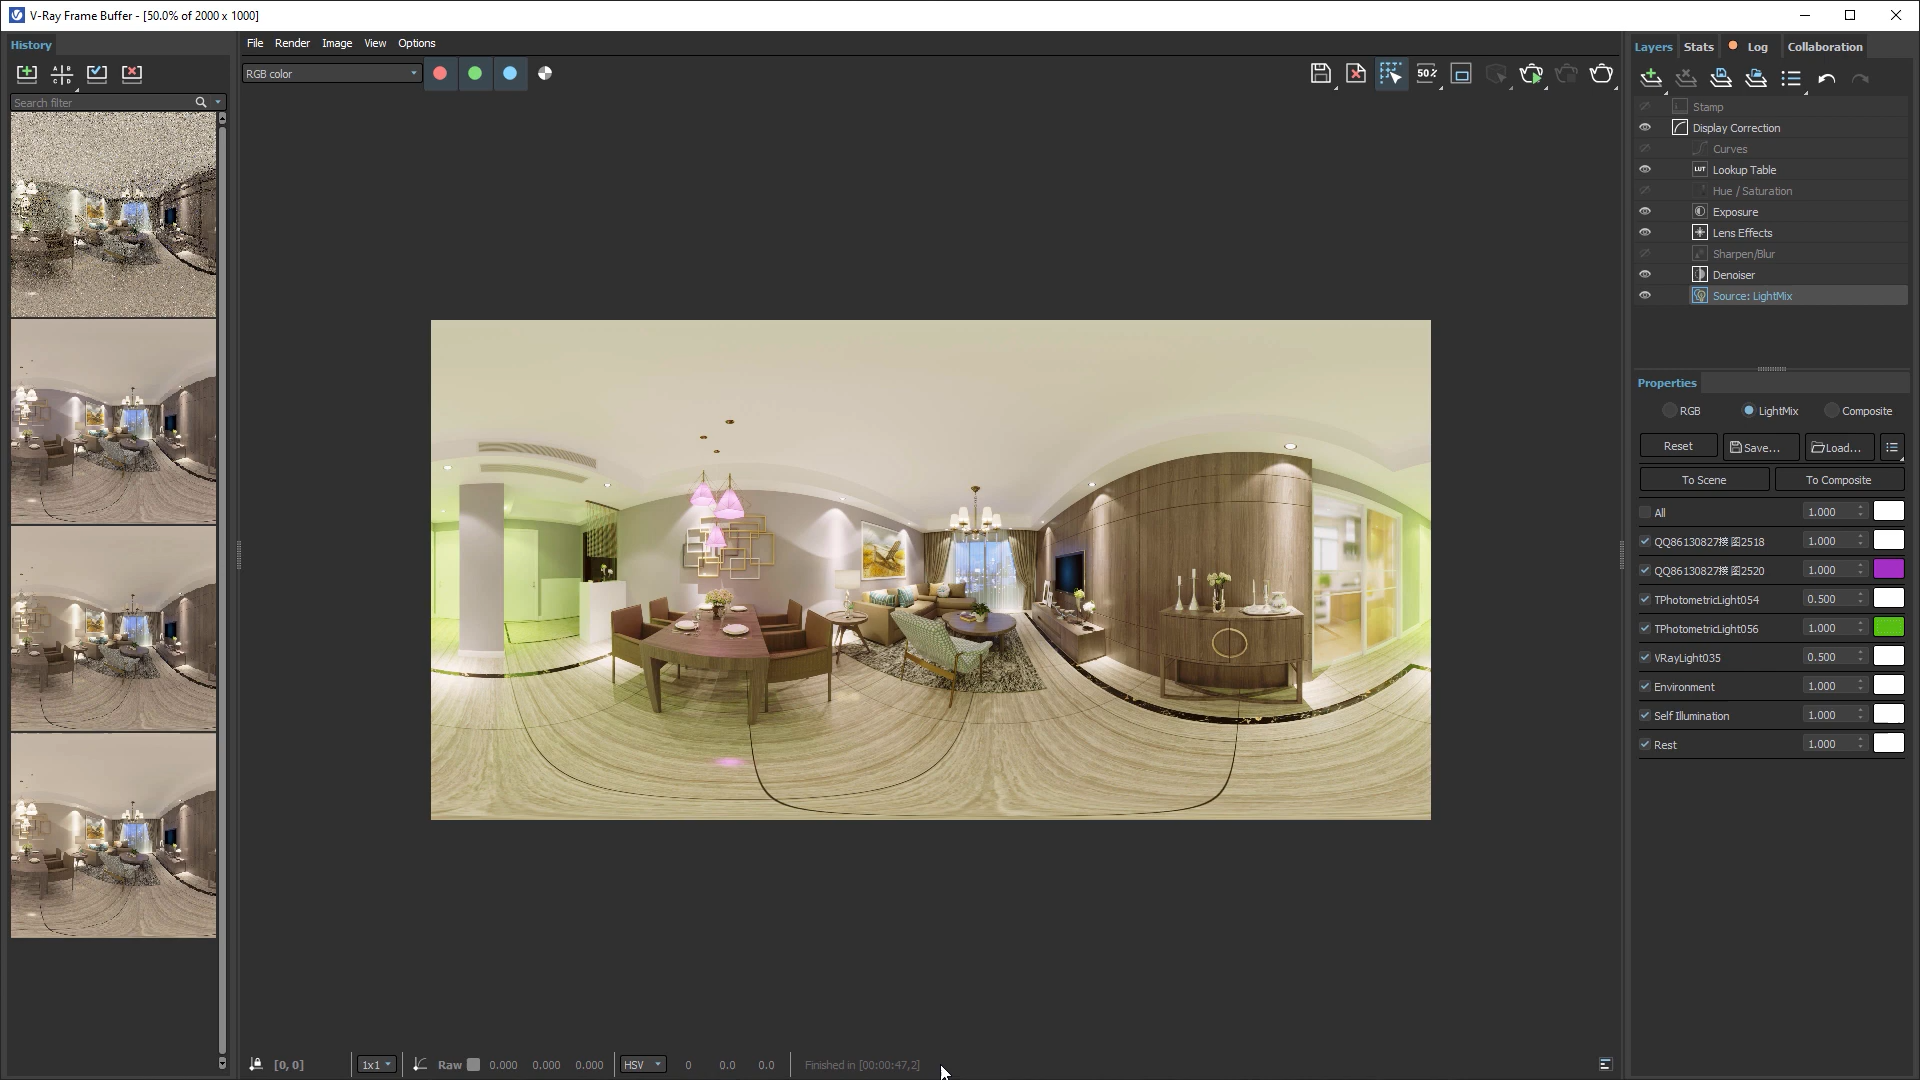 V-Ray Frame Buffer - [50.0% of 2000 x 1000]
History
File Render Image View Options
Layers Stats Log Collaboration
RGB color
50%
A B
C D
Search filter
Stamp
Display Correction
Curves
LUT Lookup Table
Hue / Saturation
Exposure
Lens Effects
Sharpen/Blur
Denoiser
Source: LightMix
Properties
RGB LightMix Composite
Reset Save... Load...
To Scene To Composite
All 1.000
QQ86130827接 图2518 1.000
QQ86130827接 图2520 1.000
TPhotometricLight054 0.500
TPhotometricLight056 1.000
VRayLight035 0.500
Environment 1.000
Self Illumination 1.000
Rest 1.000
[0, 0] 1x1 Raw 0.000 0.000 0.000 HSV 0 0.0 0.0 Finished in [00:00:47,2]